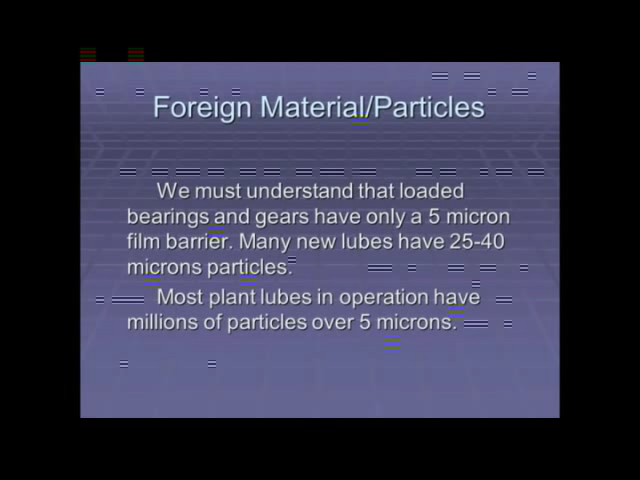 Foreign Material/Particles
We must understand that loaded
bearings and gears have only a 5 micron
film barrier. Many new lubes have 25-40
microns particles.
Most plant lubes in operation have
millions of particles over 5 microns.